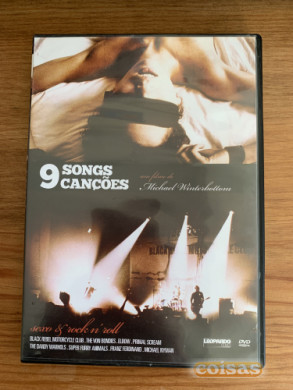 9 SONGS
CANÇÕES
um filme de
Michael Winterbottom
sexo & rock n' roll
BLACK REBEL MOTORCYCLE CLUB . THE VON BONDIES . ELBOW . PRIMAL SCREAM
THE DANDY WARHOLS . SUPER FURRY ANIMALS . FRANZ FERDINAND . MICHAEL NYMAN
LEOPARDO
DVD
coisas